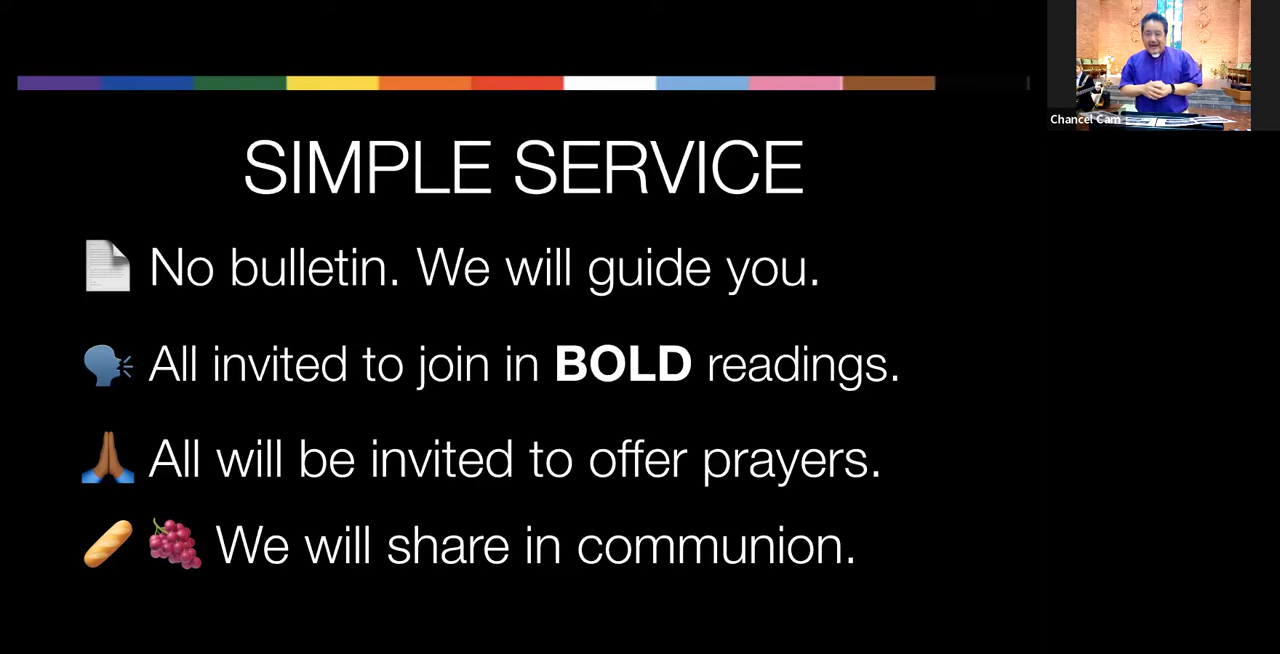 Chancel Cam
SIMPLE SERVICE
No bulletin. We will guide you.
All invited to join in BOLD readings.
All will be invited to offer prayers.
We will share in communion.